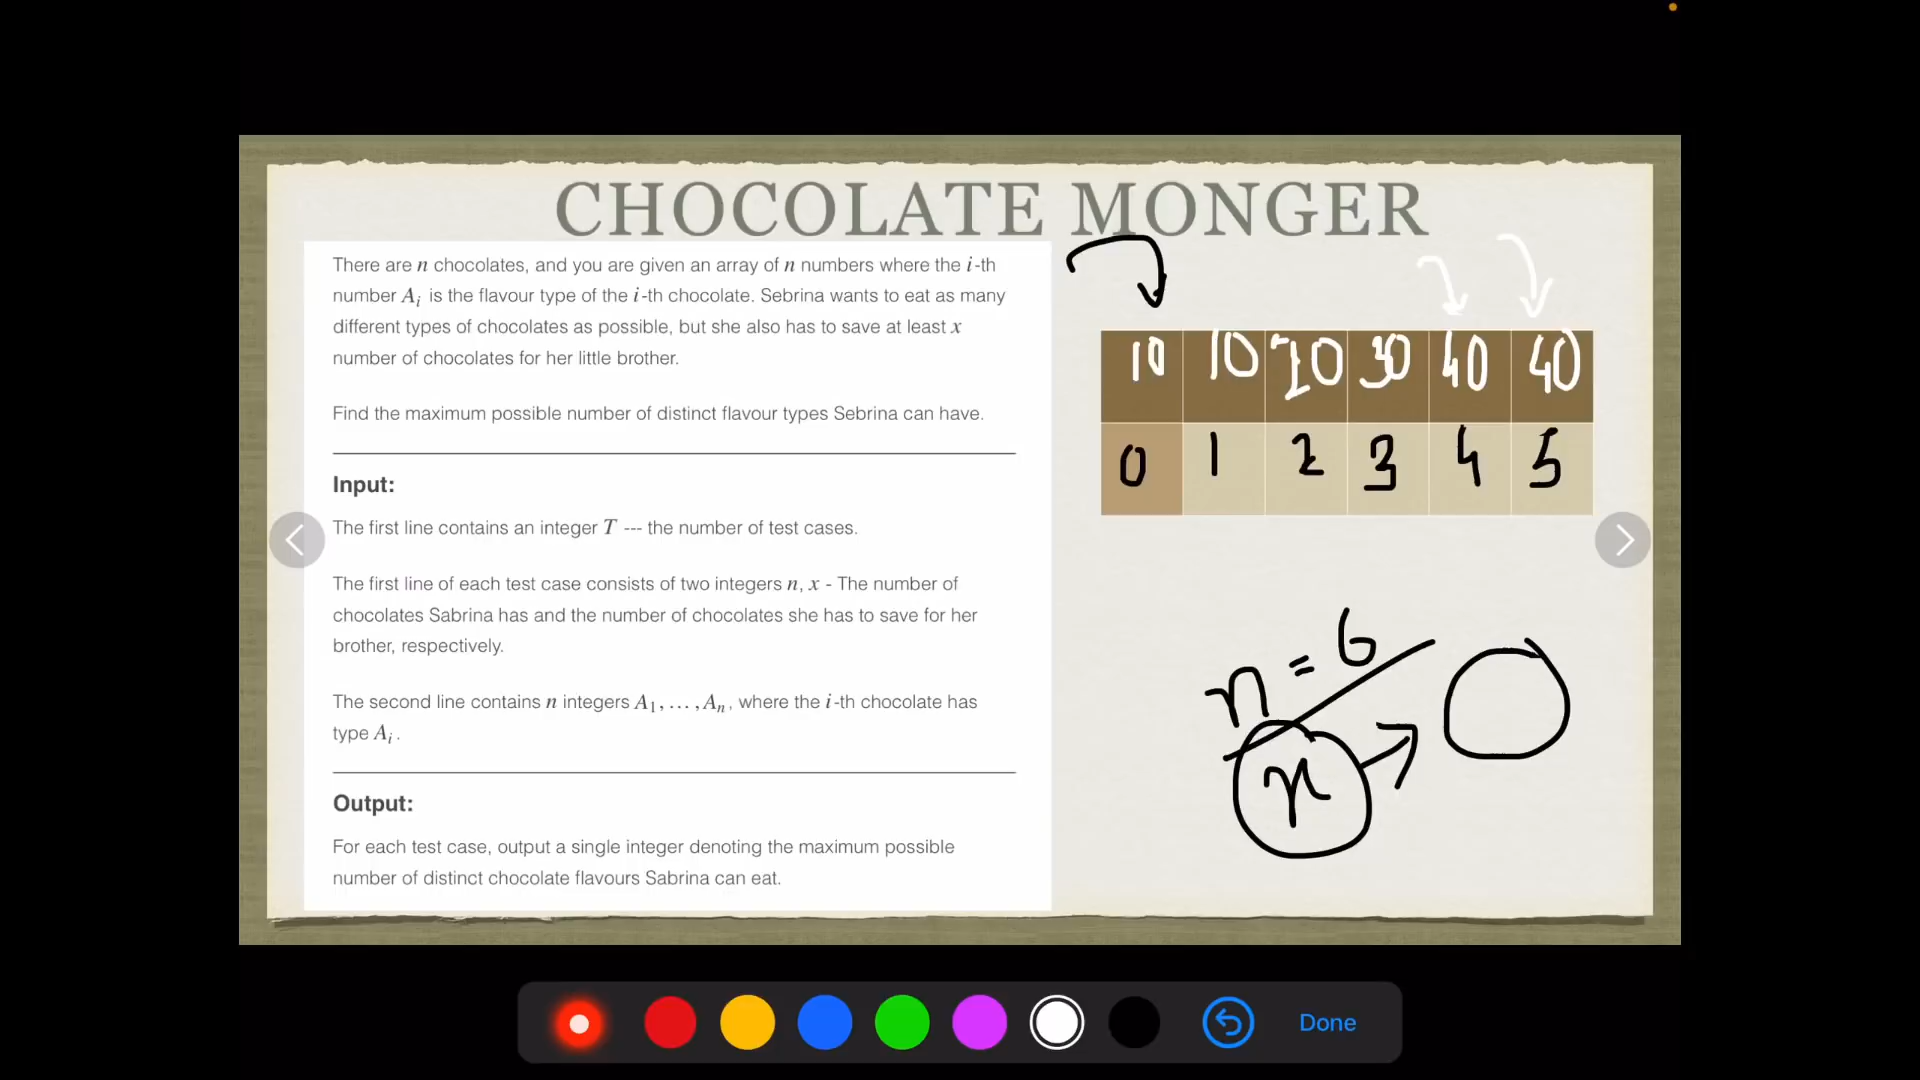 CHOCOLATE MONGER
There are n chocolates, and you are given an array of n numbers where the i-th
number Ai is the flavour type of the i-th chocolate. Sebrina wants to eat as many
different types of chocolates as possible, but she also has to save at least x
number of chocolates for her little brother.
Find the maximum possible number of distinct flavour types Sebrina can have.
Input:
The first line contains an integer T --- the number of test cases.
The first line of each test case consists of two integers n, x - The number of
chocolates Sabrina has and the number of chocolates she has to save for her
brother, respectively.
The second line contains n integers A1, … , An, where the i-th chocolate has
type Ai.
Output:
For each test case, output a single integer denoting the maximum possible
number of distinct chocolate flavours Sabrina can eat.
10 10 20 30 40 40
0 1 2 3 4 5
n = 6
x
Done